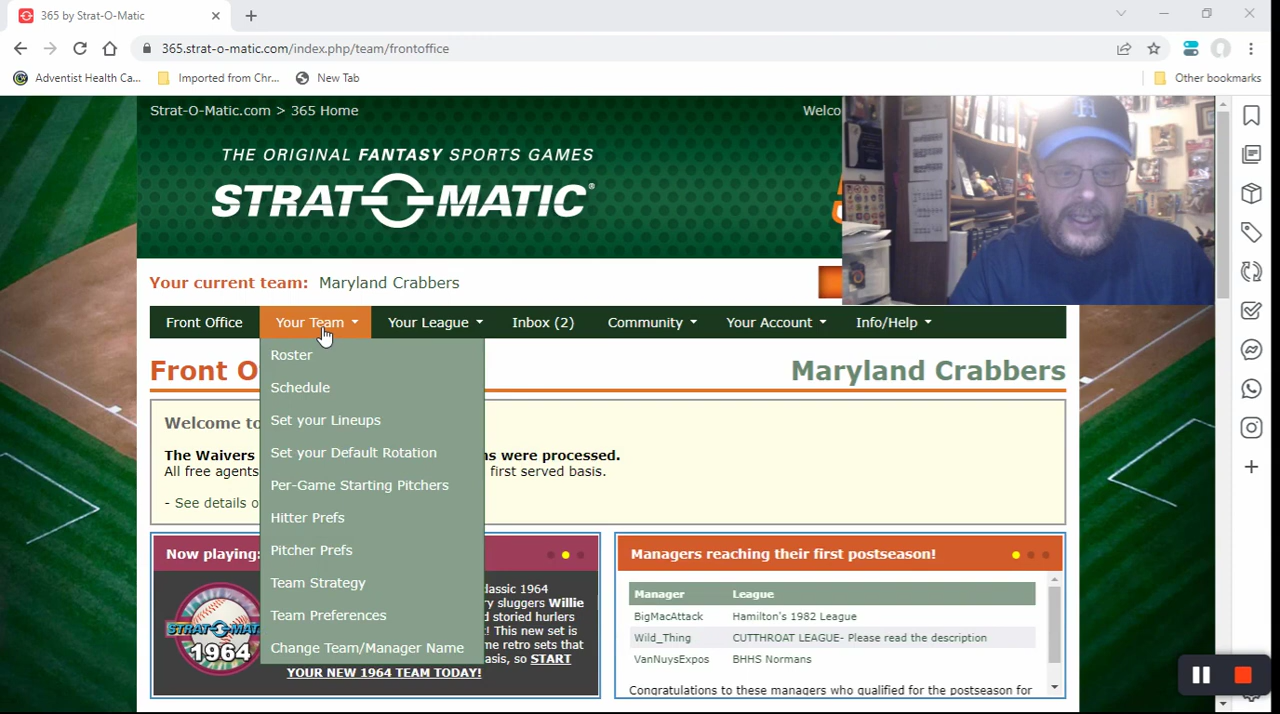 365 by Strat-O-Matic
365.strat-o-matic.com/index.php/team/frontoffice
Adventist Health Ca... Imported from Chr... New Tab Other bookmarks
Strat-O-Matic.com > 365 Home Welco
THE ORIGINAL FANTASY SPORTS GAMES
STRAT-O-MATIC®
Your current team: Maryland Crabbers
Front Office Your Team Your League Inbox (2) Community Your Account Info/Help
Roster
Schedule
Set your Lineups
Set your Default Rotation
Per-Game Starting Pitchers
Hitter Prefs
Pitcher Prefs
Team Strategy
Team Preferences
Change Team/Manager Name
Front O Maryland Crabbers
Welcome to
The Waivers ns were processed.
All free agents first served basis.
- See details o
Now playing:
STRAT-O-MAT
1964
lassic 1964
ry sluggers Willie
d storied hurlers
! This new set is
me retro sets that
asis, so START
YOUR NEW 1964 TEAM TODAY!
Managers reaching their first postseason!
Manager League
BigMacAttack Hamilton's 1982 League
Wild_Thing CUTTHROAT LEAGUE- Please read the description
VanNuysExpos BHHS Normans
Congratulations to these managers who qualified for the postseason for
H